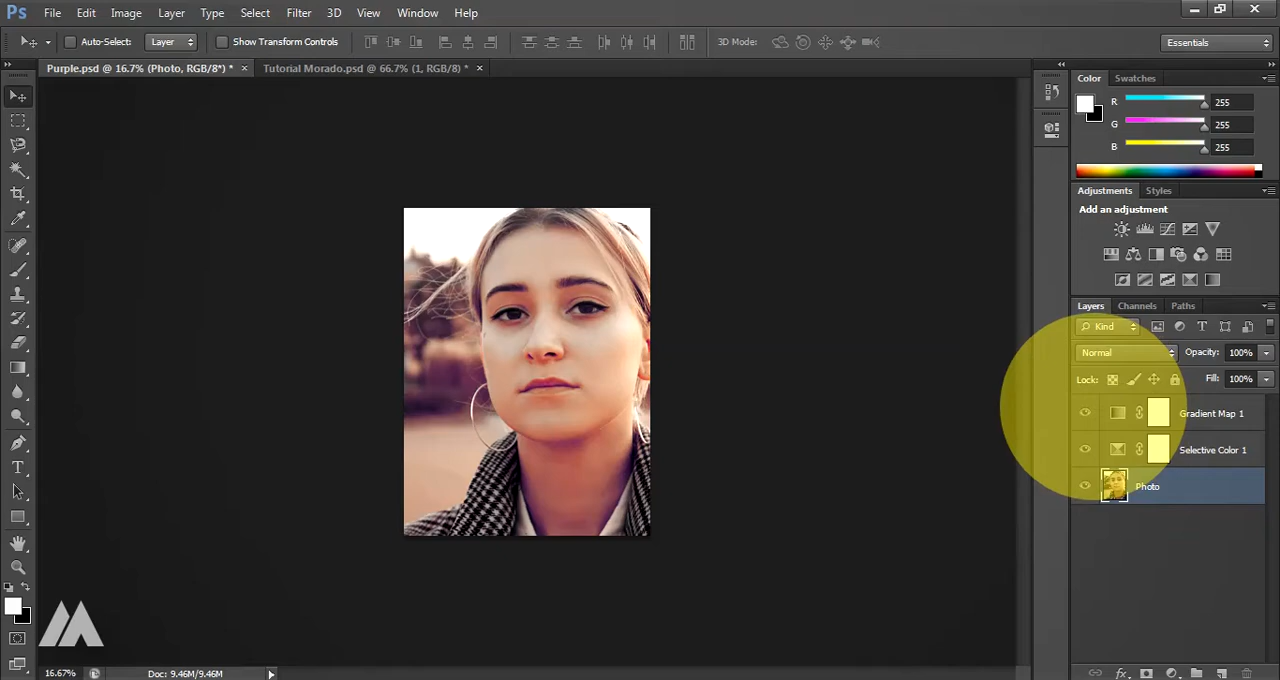 Ps File Edit Image Layer Type Select Filter 3D View Window Help
Auto-Select: Layer Show Transform Controls 3D Mode: Essentials
Purple.psd @ 16.7% (Photo, RGB/8*) * × Tutorial Morado.psd @ 66.7% (1, RGB/8) * ×
Color Swatches
R 255
G 255
B 255
Adjustments Styles
Add an adjustment
Layers Channels Paths
Kind
Normal Opacity: 100%
Lock: Fill: 100%
Gradient Map 1
Selective Color 1
Photo
16.67% Doc: 9.46M/9.46M